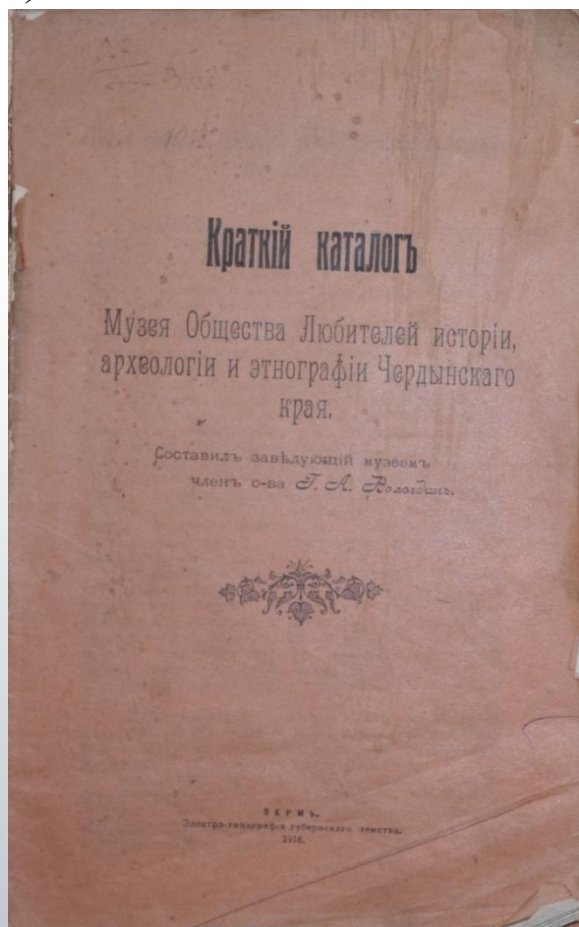 Краткій каталогъ
Музея Общества Любителей исторіи,
археологіи и этнографіи Чердынскаго
края.
Составилъ завѣдующій музеемъ
членъ о-ва Г. А. Вологдинъ.
ПЕРМЬ.
Электро-типографія губернскаго земства.
1916.